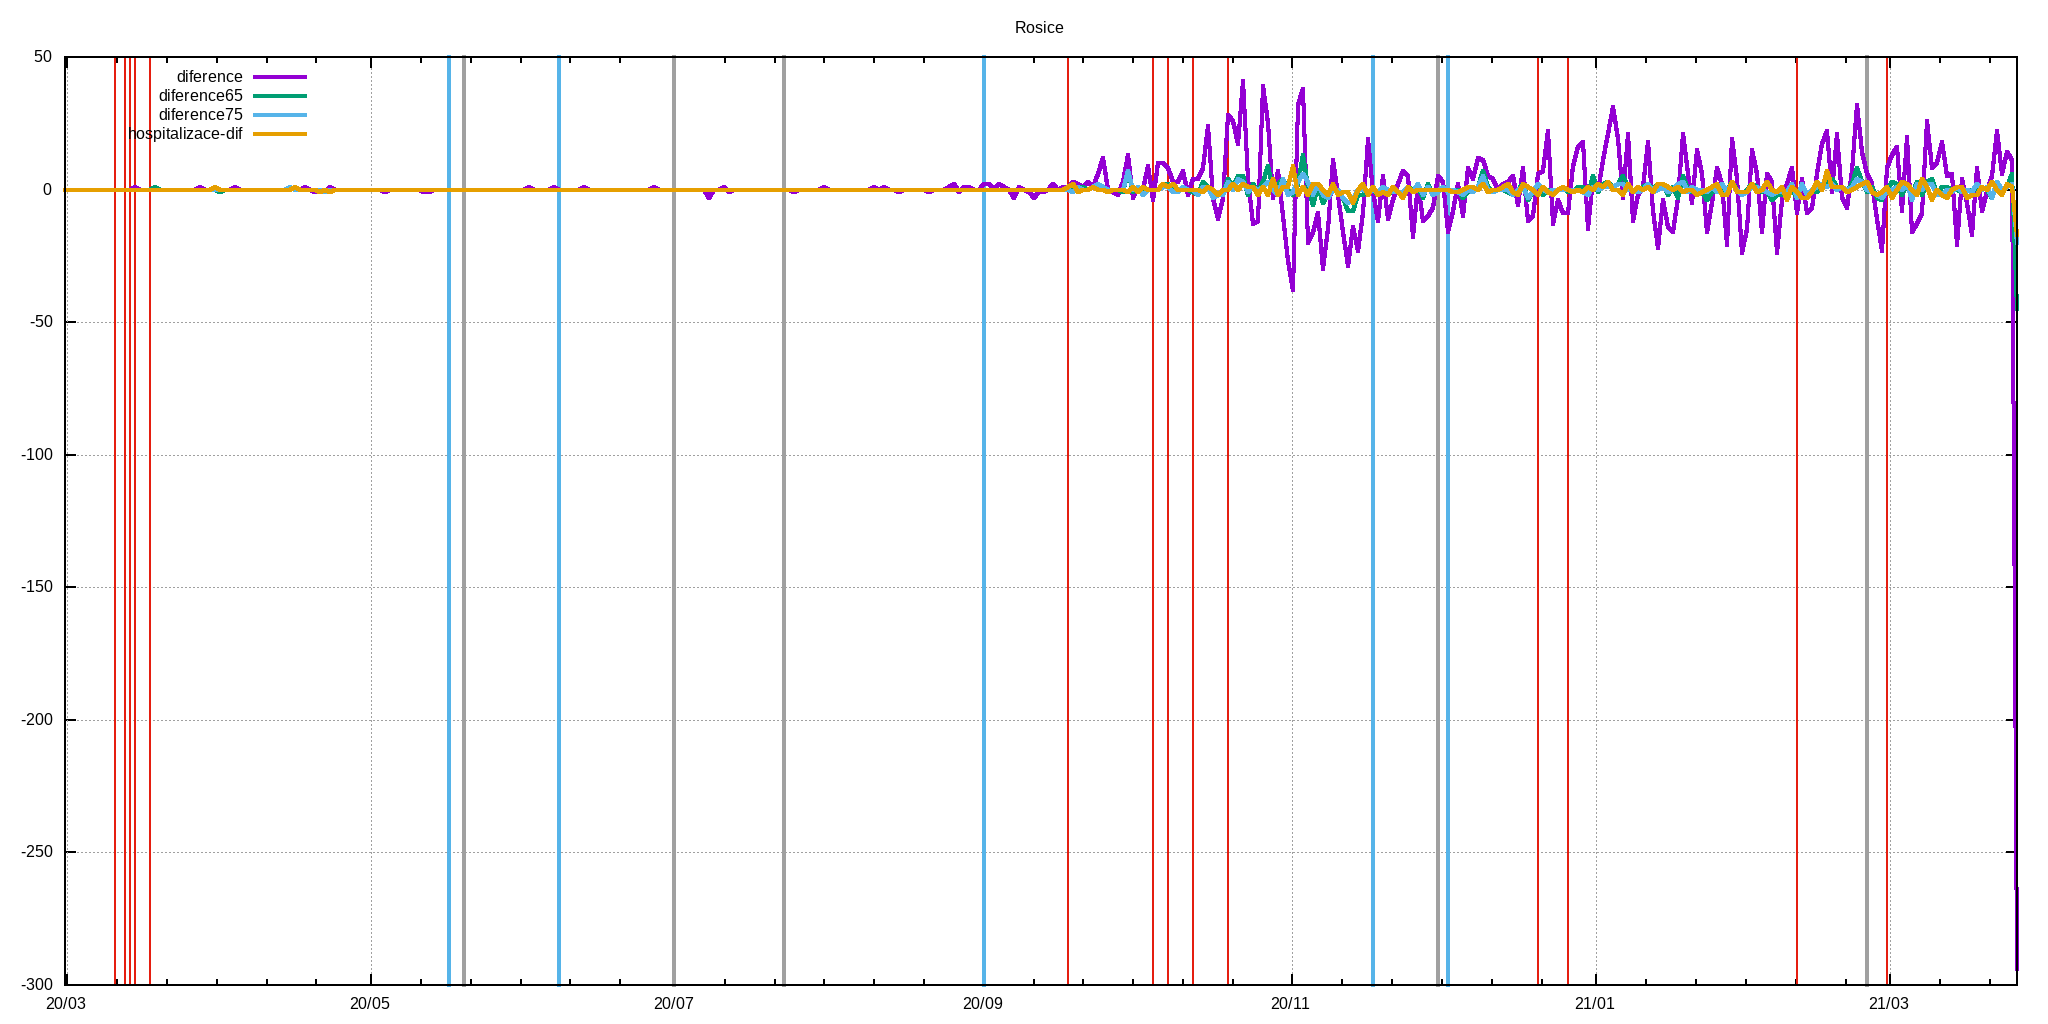 Rosice
50
diference
diference65
diference75
hospitalizace-dif
0
-50
-100
-150
-200
-250
-300
20/03 20/05 20/07 20/09 20/11 21/01 21/03